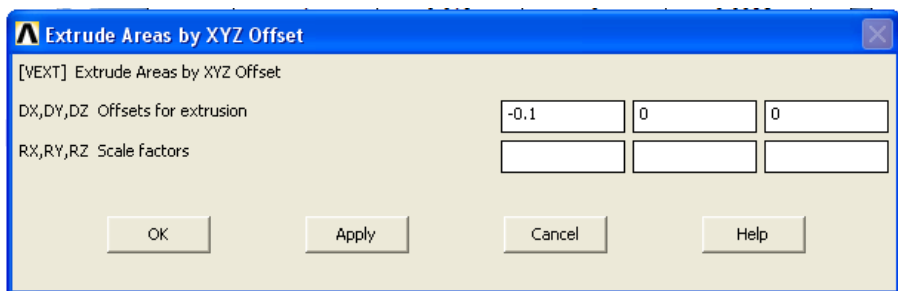 Extrude Areas by XYZ Offset
[VEXT] Extrude Areas by XYZ Offset
DX,DY,DZ Offsets for extrusion -0.1 0 0
RX,RY,RZ Scale factors
OK Apply Cancel Help